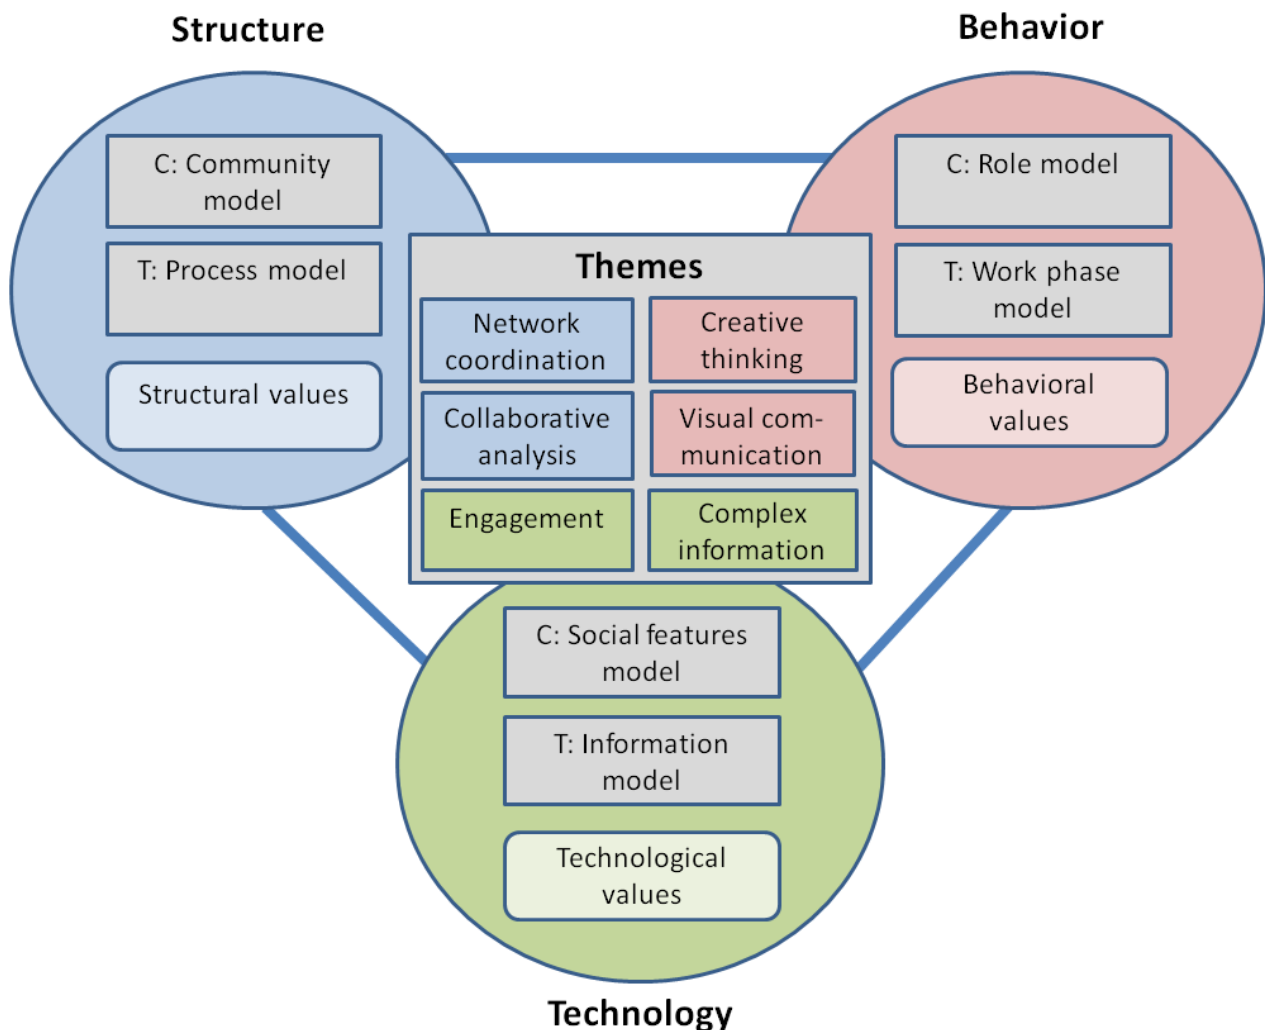 Structure
Behavior
C: Community
model
T: Process model
Structural values
C: Role model
T: Work phase
model
Behavioral
values
Themes
Network
coordination
Creative
thinking
Collaborative
analysis
Visual com-
munication
Engagement
Complex
information
C: Social features
model
T: Information
model
Technological
values
Technology